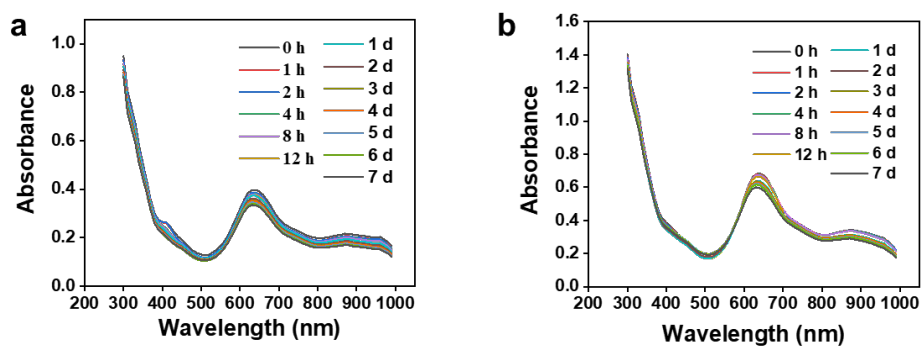 a
Absorbance
1.0
0.8
0.6
0.4
0.2
0.0
0 h
1 h
2 h
4 h
8 h
12 h
1 d
2 d
3 d
4 d
5 d
6 d
7 d
200 300 400 500 600 700 800 900 1000
Wavelength (nm)
b
Absorbance
1.6
1.4
1.2
1.0
0.8
0.6
0.4
0.2
0.0
0 h
1 h
2 h
4 h
8 h
12 h
1 d
2 d
3 d
4 d
5 d
6 d
7 d
200 300 400 500 600 700 800 900 1000
Wavelength (nm)